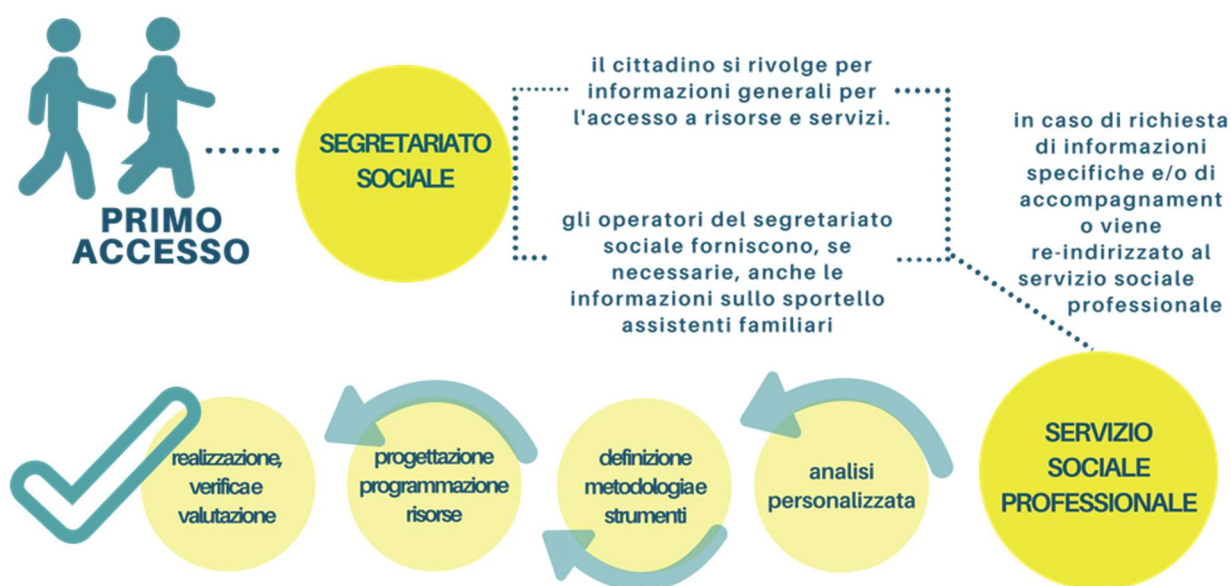 PRIMO
ACCESSO
SEGRETARIATO
SOCIALE
il cittadino si rivolge per
informazioni generali per
l'accesso a risorse e servizi.
gli operatori del segretariato
sociale forniscono, se
necessarie, anche le
informazioni sullo sportello
assistenti familiari
in caso di richiesta
di informazioni
specifiche e/o di
accompagnament
o viene
re-indirizzato al
servizio sociale
professionale
SERVIZIO
SOCIALE
PROFESSIONALE
analisi
personalizzata
definizione
metodologia e
strumenti
progettazione
programmazione
risorse
realizzazione,
verifica e
valutazione